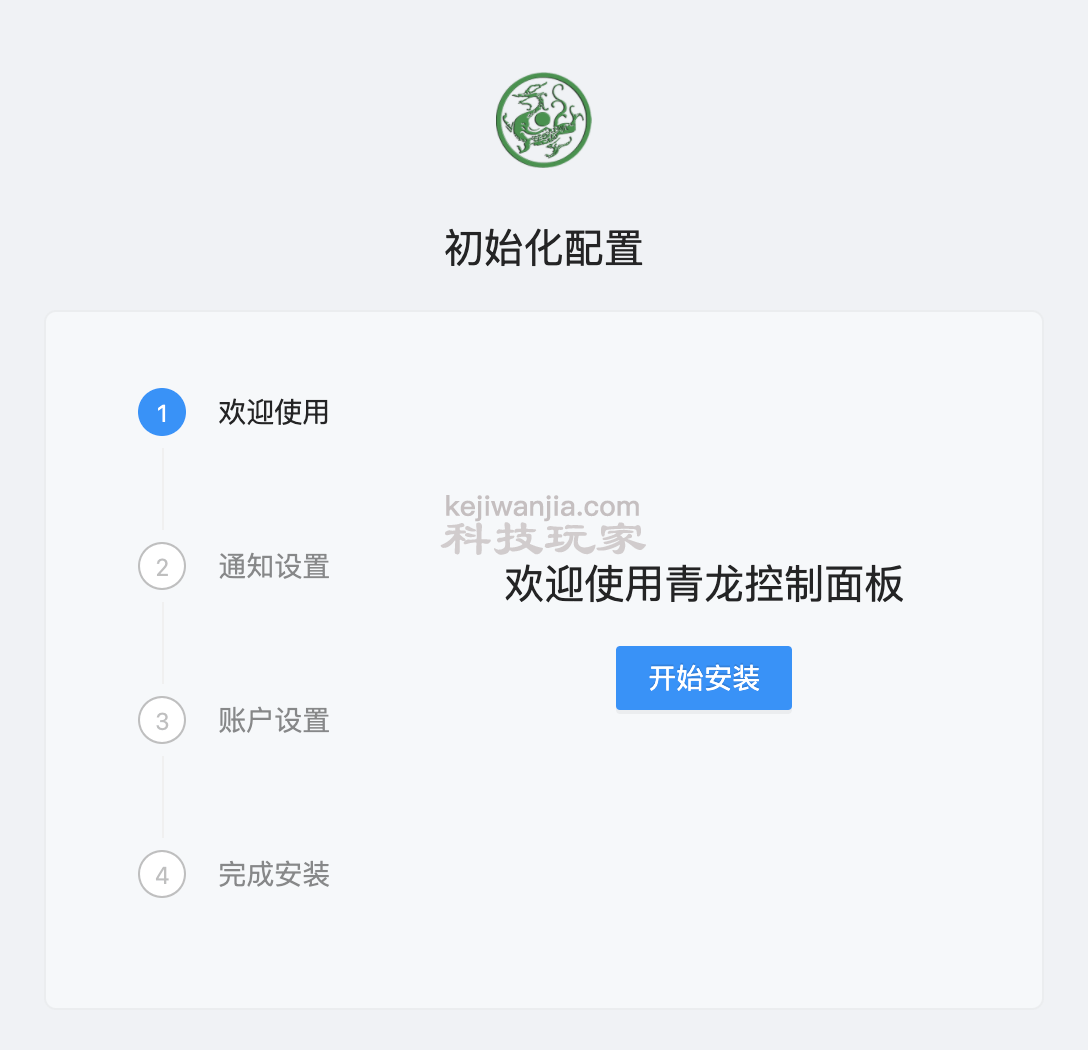 初始化配置
1 欢迎使用
2 通知设置
3 账户设置
4 完成安装
kejiwanjia.com
科技玩家
欢迎使用青龙控制面板
开始安装